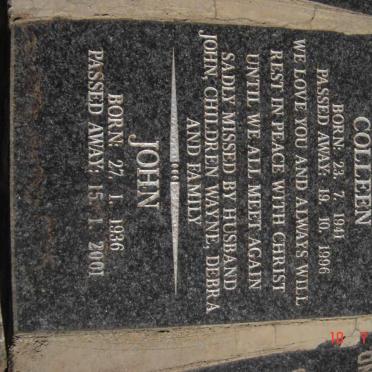 COLLEEN
BORN: 23. 7. 1941
PASSED AWAY: 19. 10. 1996
WE LOVE YOU AND ALWAYS WILL
REST IN PEACE WITH CHRIST
UNTIL WE ALL MEET AGAIN
SADLY MISSED BY HUSBAND
JOHN, CHILDREN WAYNE, DEBRA
AND FAMILY
JOHN
BORN: 27. 1. 1936
PASSED AWAY: 15. 1. 2001